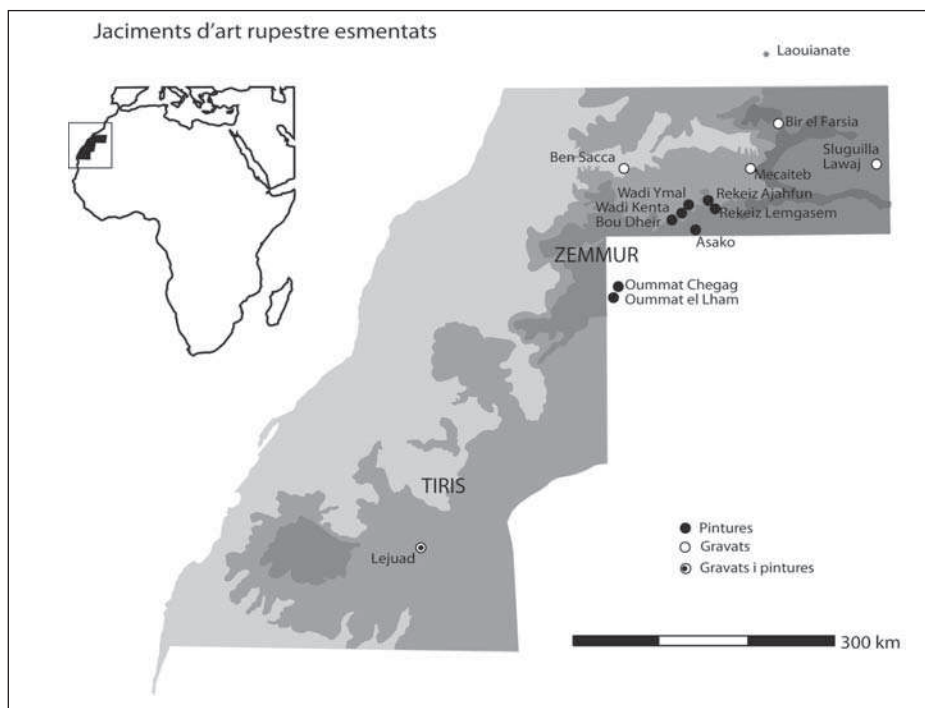 Jaciments d'art rupestre esmentats
Laouianate
Bir el Farsia
Sluguilla
Lawaj
Ben Sacca
Mecaiteb
Wadi Ymal
Rekeiz Ajahfun
Wadi Kenta
Rekeiz Lemgasem
Bou Dheir
Asako
ZEMMUR
Oummat Chegag
Oummat el Lham
TIRIS
Lejuad
Pintures
Gravats
Gravats i pintures
300 km